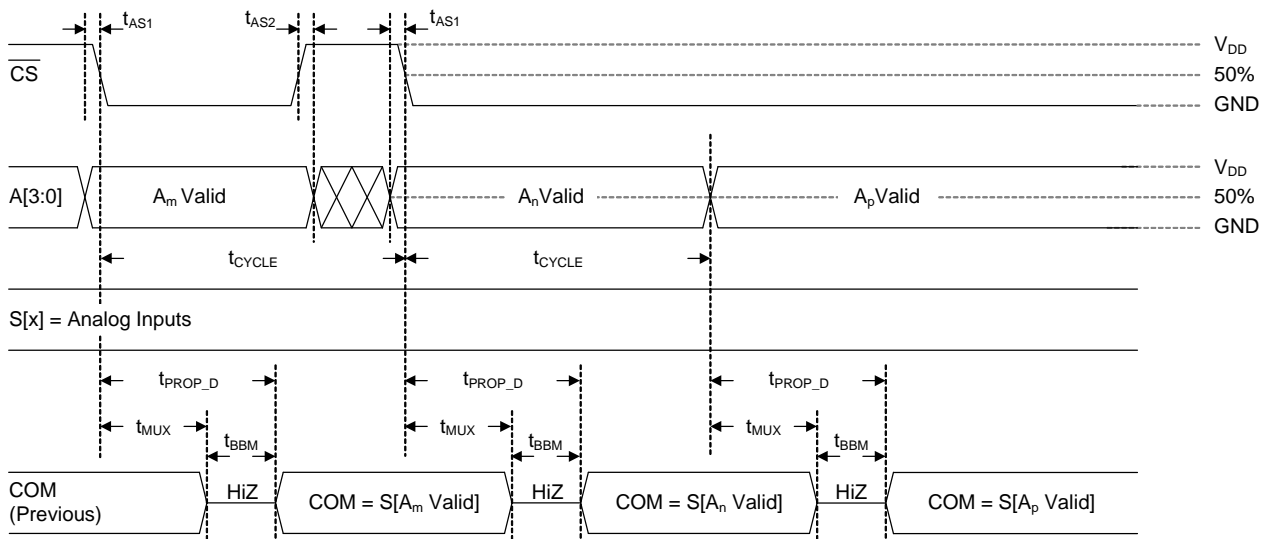 tAS1 tAS2 tAS1
CS VDD
50%
GND
A[3:0] Am Valid An Valid ApValid VDD
50%
GND
tCYCLE tCYCLE
S[x] = Analog Inputs
tPROP_D tPROP_D tPROP_D
tMUX tMUX tMUX
tBBM tBBM tBBM
COM
(Previous) HiZ COM = S[Am Valid] HiZ COM = S[An Valid] HiZ COM = S[Ap Valid]